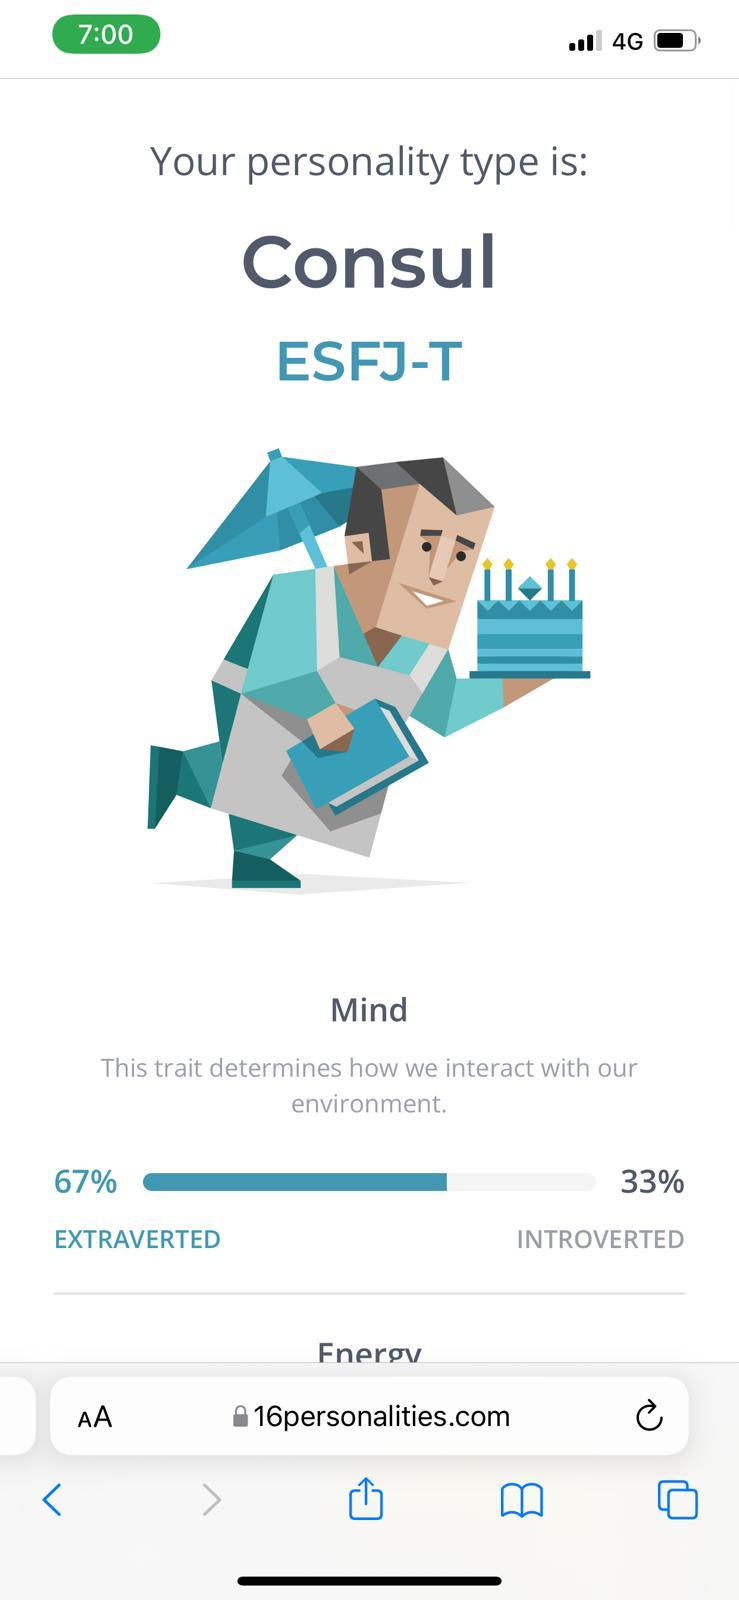 7:00
4G
Your personality type is:
Consul
ESFJ-T
Mind
This trait determines how we interact with our
environment.
67%
33%
EXTRAVERTED
INTROVERTED
Energy
AA
16personalities.com